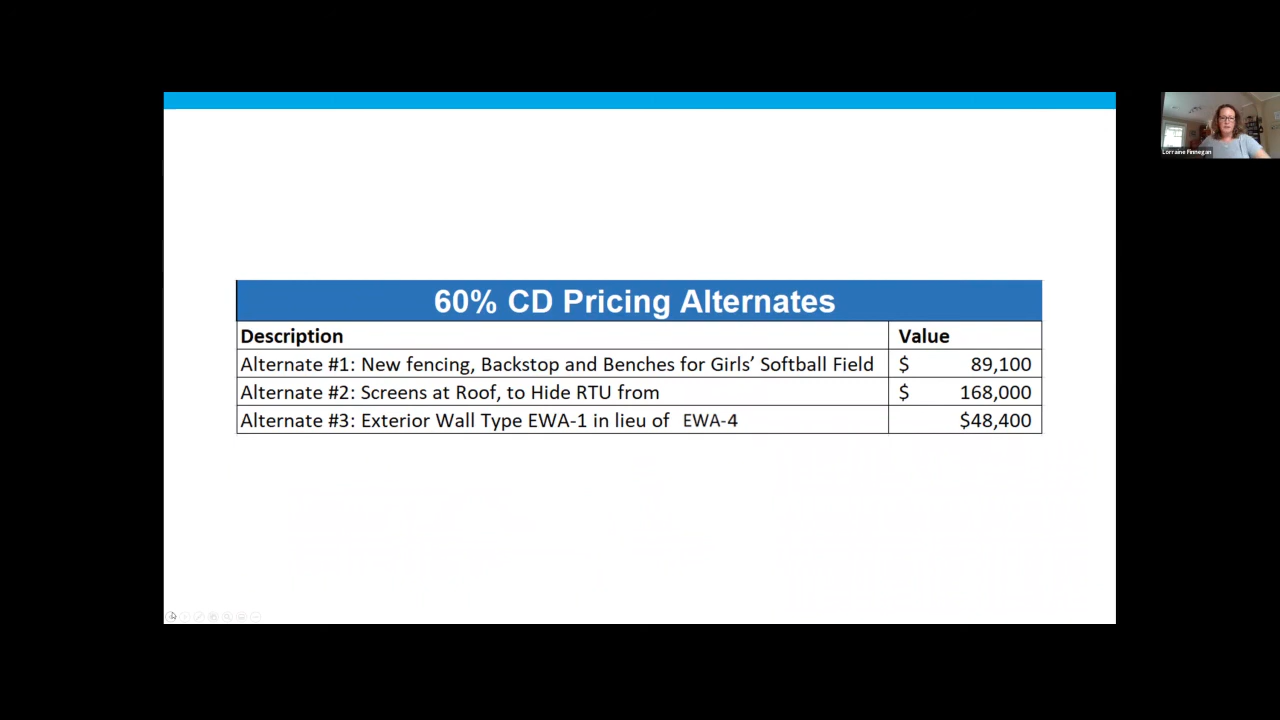 60% CD Pricing Alternates
Description Value
Alternate #1: New fencing, Backstop and Benches for Girls’ Softball Field $ 89,100
Alternate #2: Screens at Roof, to Hide RTU from $ 168,000
Alternate #3: Exterior Wall Type EWA-1 in lieu of EWA-4 $48,400
Lorraine Finnegan